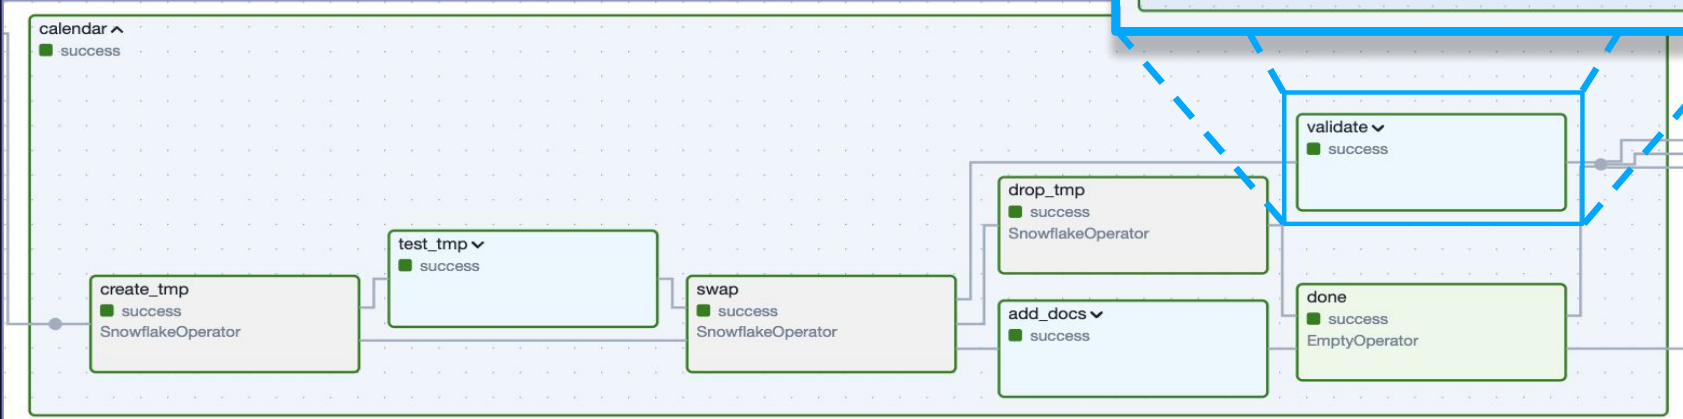 calendar
success
create_tmp
success
SnowflakeOperator
test_tmp
success
swap
success
SnowflakeOperator
drop_tmp
success
SnowflakeOperator
add_docs
success
validate
success
done
success
EmptyOperator